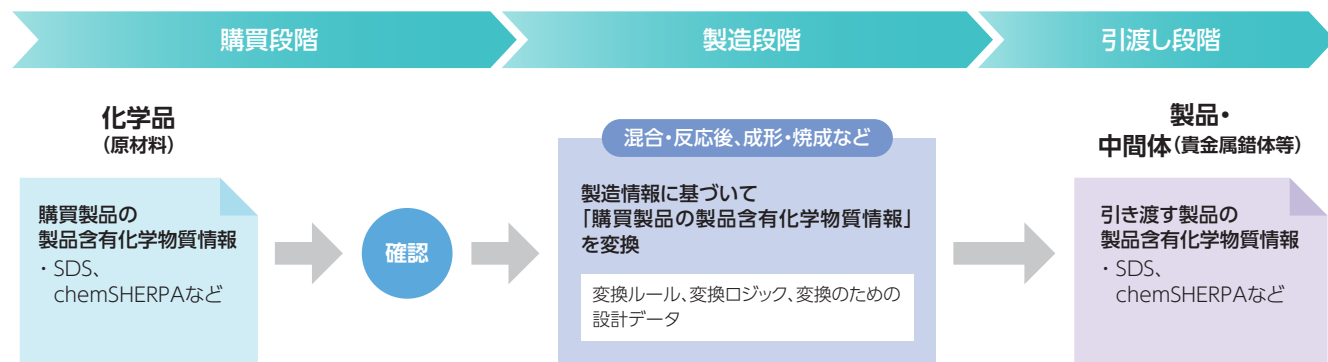 購買段階
製造段階
引渡し段階
化学品
（原材料）
購買製品の
製品含有化学物質情報
・SDS、
chemSHERPAなど
確認
混合・反応後、成形・焼成など
製造情報に基づいて
「購買製品の製品含有化学物質情報」
を変換
変換ルール、変換ロジック、変換のための
設計データ
製品・
中間体（貴金属錯体等）
引き渡す製品の
製品含有化学物質情報
・SDS、
chemSHERPAなど